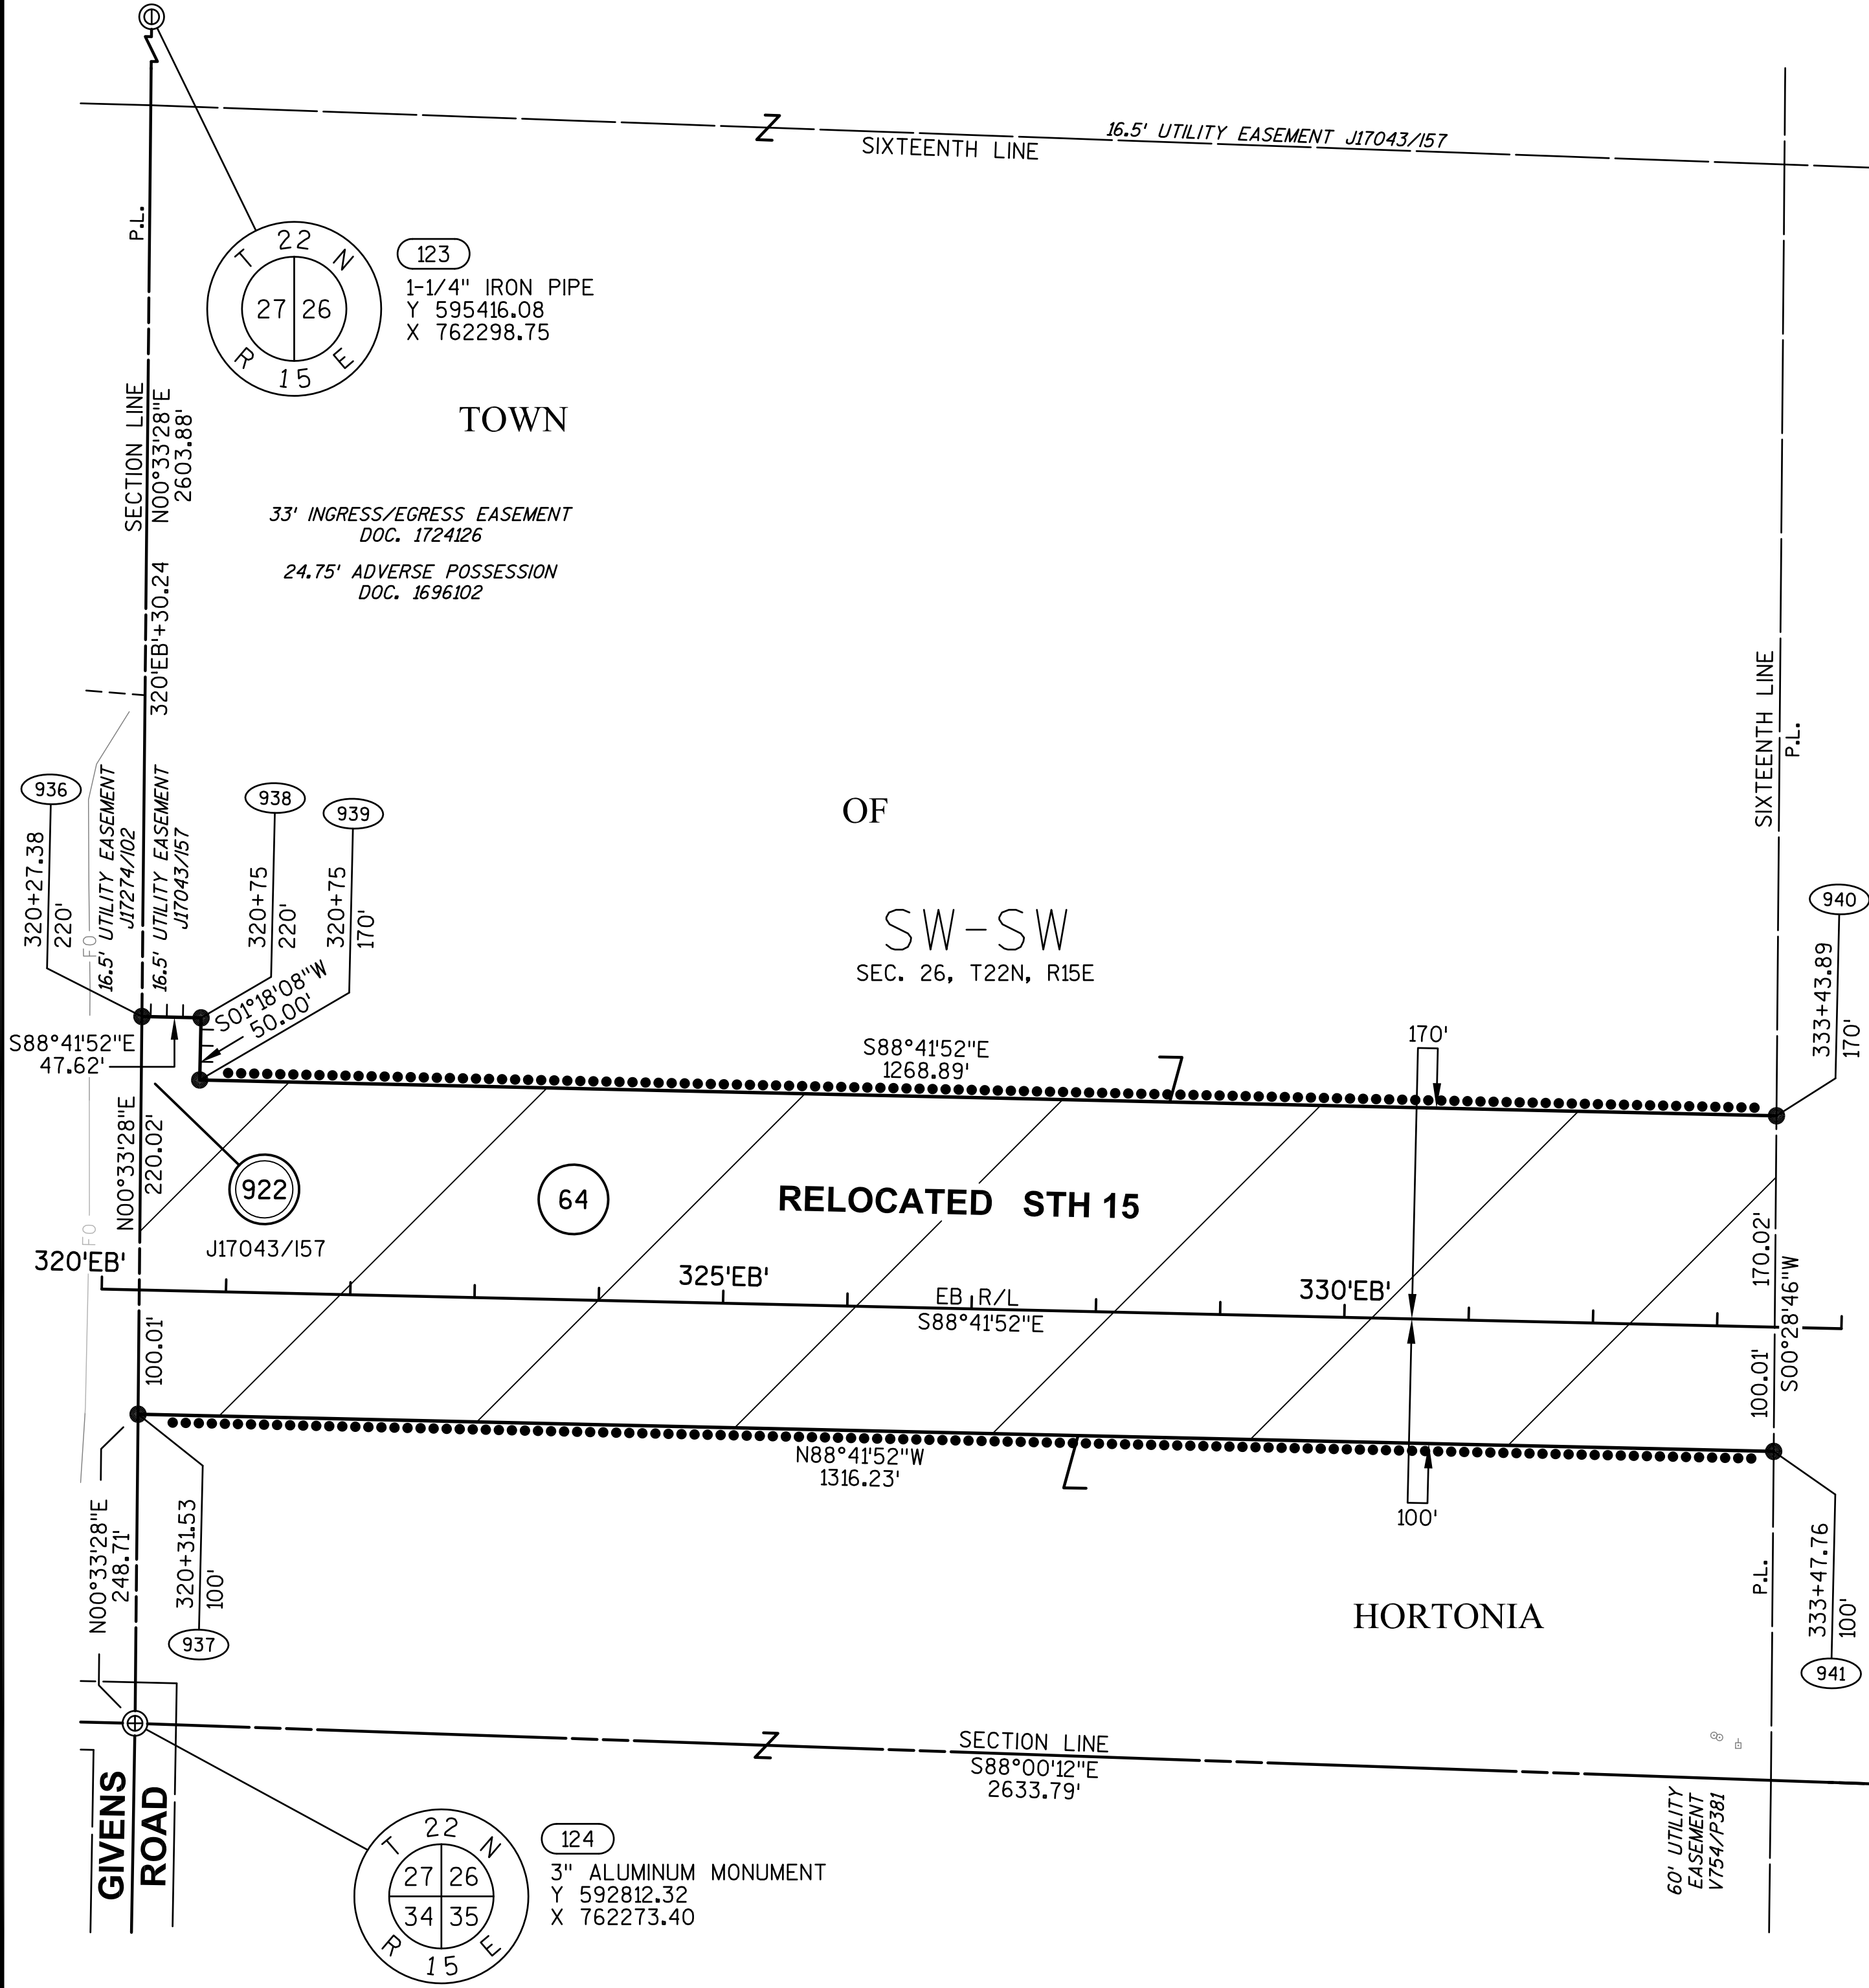 16.5' UTILITY EASEMENT J17043/157
SIXTEENTH LINE
P.L.
T 22 N
27 26
R 15 E
123
1-1/4" IRON PIPE
Y 595416.08
X 762298.75
TOWN
SECTION LINE
N00°33'28"E
2603.88'
33' INGRESS/EGRESS EASEMENT
DOC. 1724126
24.75' ADVERSE POSSESSION
DOC. 1696102
320'EB'+30.24
SIXTEENTH LINE
P.L.
936
320+27.38
220'
16.5' UTILITY EASEMENT
J17274/102
16.5' UTILITY EASEMENT
J17043/157
938
320+75
220'
939
320+75
170'
OF
SW-SW
SEC. 26, T22N, R15E
940
333+43.89
170'
FO
S01°18'08"W
50.00'
S88°41'52"E
47.62'
S88°41'52"E
1268.89'
170'
N00°33'28"E
220.02'
922
J17043/157
64
RELOCATED STH 15
FO
320'EB'
325'EB'
330'EB'
EB R/L
S88°41'52"E
170.02'
S00°28'46"W
100.01'
100.01'
N88°41'52"W
1316.23'
100'
N00°33'28"E
248.71'
320+31.53
100'
937
HORTONIA
P.L.
333+47.76
100'
941
SECTION LINE
S88°00'12"E
2633.79'
GIVENS
ROAD
T 22 N
27 26
34 35
R 15 E
124
3" ALUMINUM MONUMENT
Y 592812.32
X 762273.40
60' UTILITY
EASEMENT
V754/P381